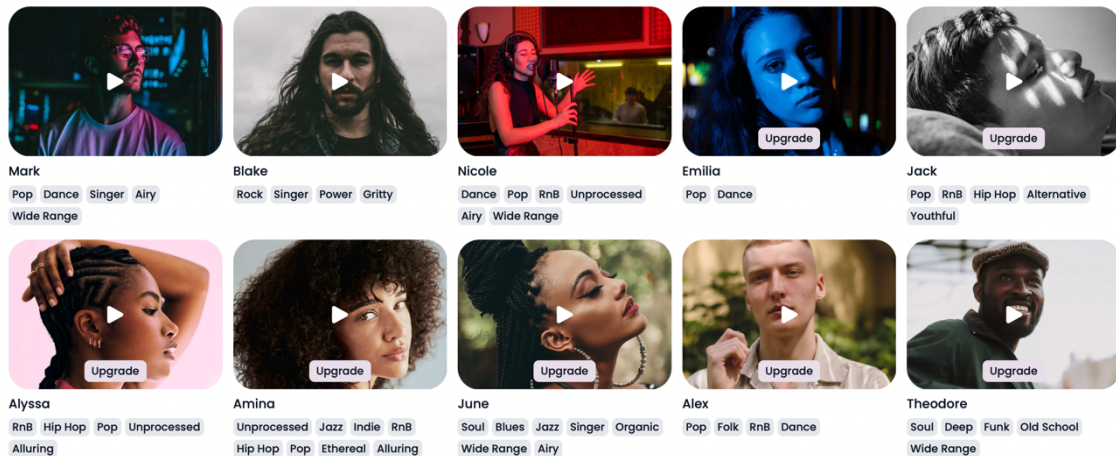 Upgrade Upgrade
Mark Blake Nicole Emilia Jack
Pop Dance Singer Airy Rock Singer Power Gritty Dance Pop RnB Unprocessed Pop Dance Pop RnB Hip Hop Alternative
Wide Range Airy Wide Range Youthful
Upgrade Upgrade Upgrade Upgrade Upgrade
Alyssa Amina June Alex Theodore
RnB Hip Hop Pop Unprocessed Unprocessed Jazz Indie RnB Soul Blues Jazz Singer Organic Pop Folk RnB Dance Soul Deep Funk Old School
Alluring Hip Hop Pop Ethereal Alluring Wide Range Airy Wide Range